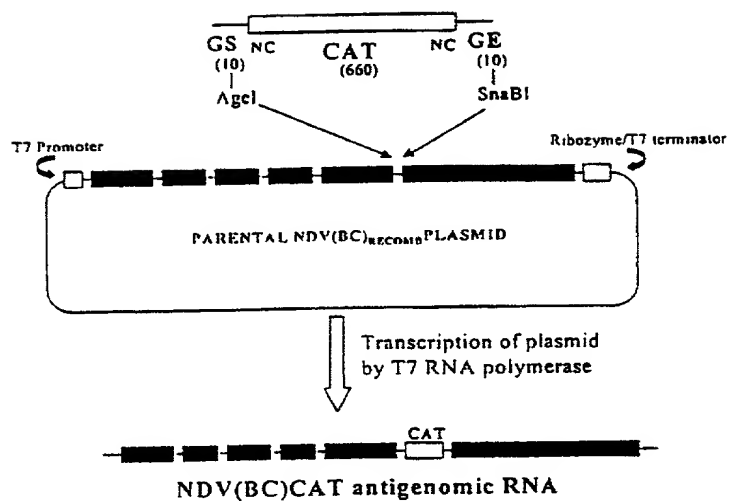 GS NC CAT NC GE
(10) (660) (10)
AgeI SnaBI
T7 Promoter Ribozyme/T7 terminator
PARENTAL NDV(BC)RECOMB PLASMID
Transcription of plasmid
by T7 RNA polymerase
CAT
NDV(BC)CAT antigenomic RNA